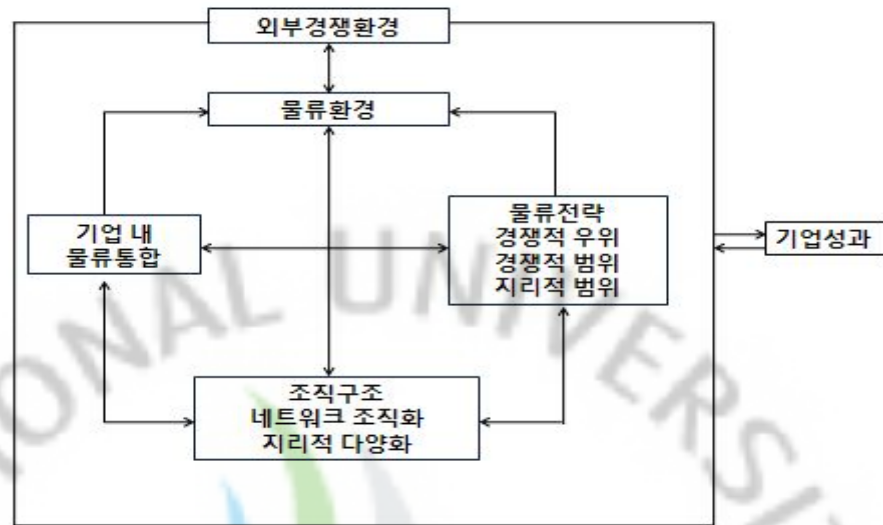 외부경쟁환경
물류환경
기업 내
물류통합
물류전략
경쟁적 우위
경쟁적 범위
지리적 범위
기업성과
조직구조
네트워크 조직화
지리적 다양화
IONAL UNIVERSI